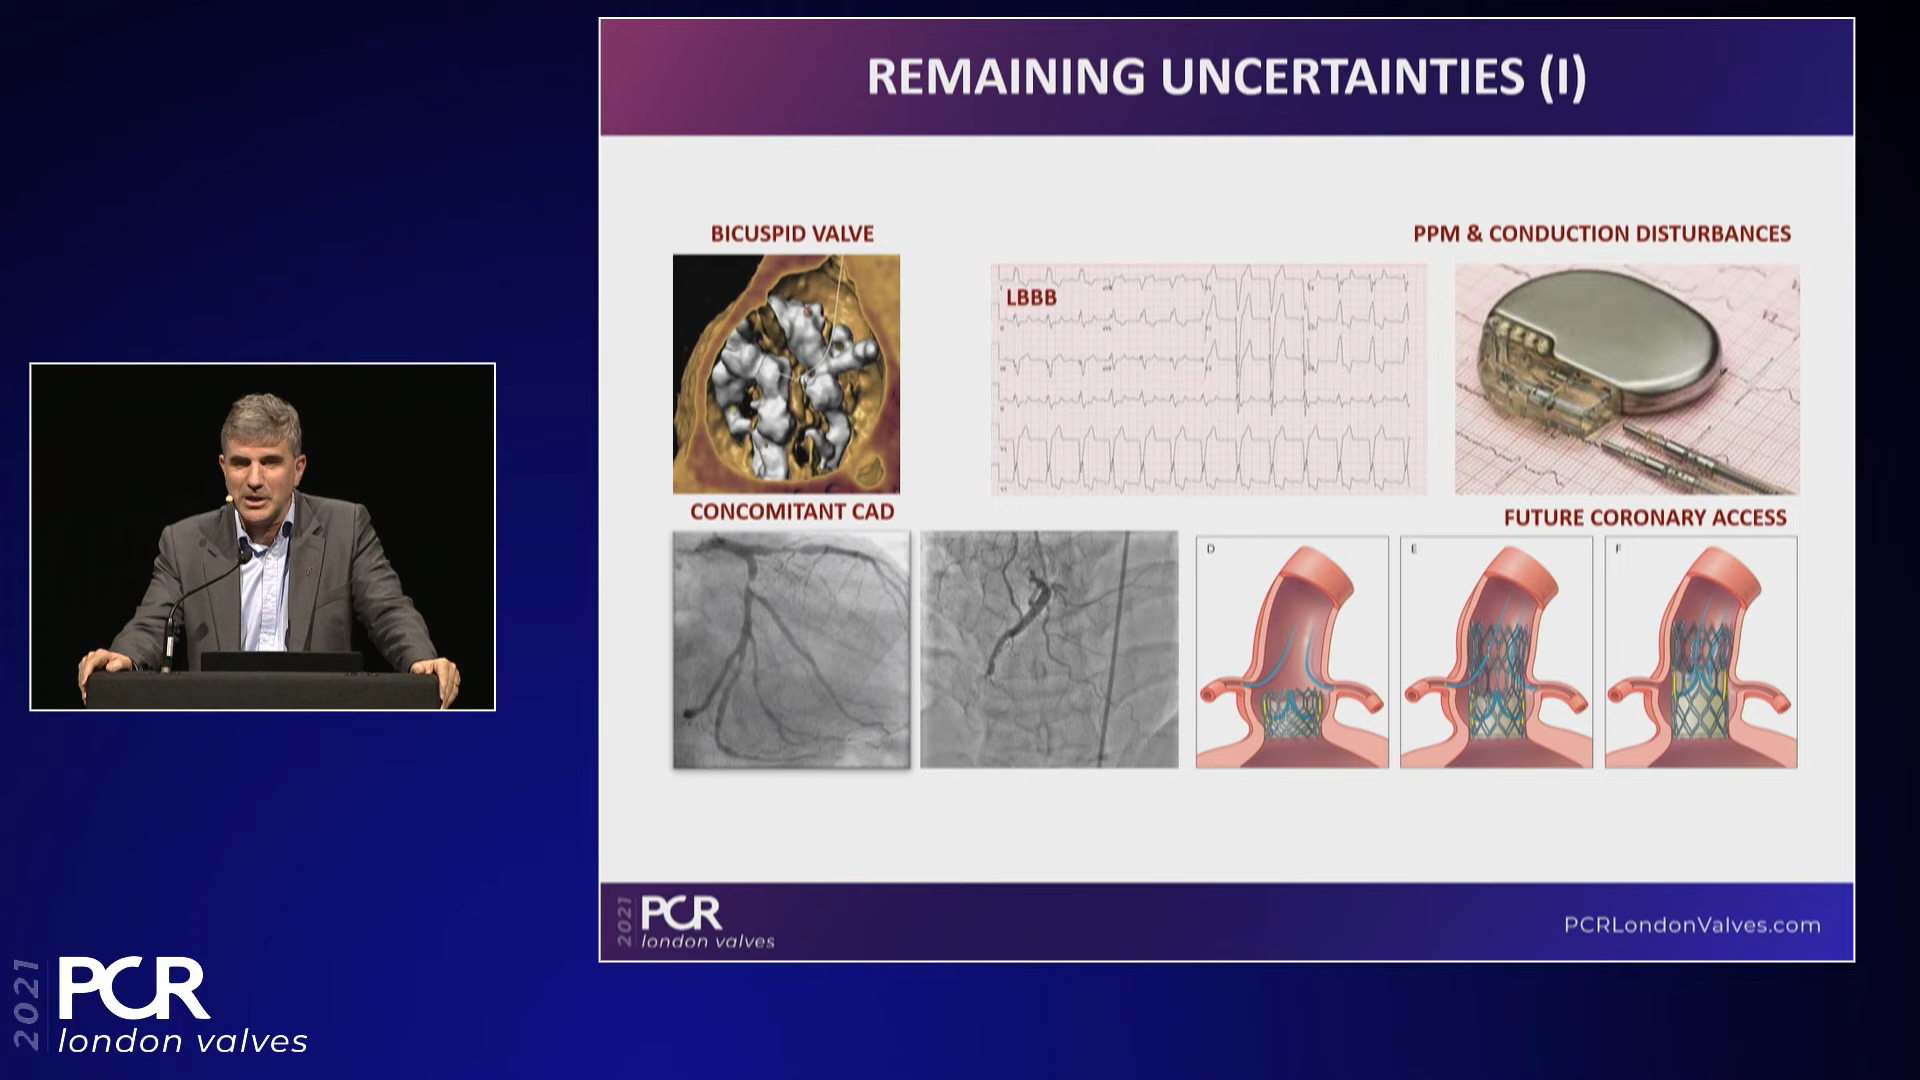 REMAINING UNCERTAINTIES (I)
BICUSPID VALVE
PPM & CONDUCTION DISTURBANCES
LBBB
CONCOMITANT CAD
FUTURE CORONARY ACCESS
D
E
F
2021
PCR
london valves
PCRLondonValves.com
2021
PCR
london valves